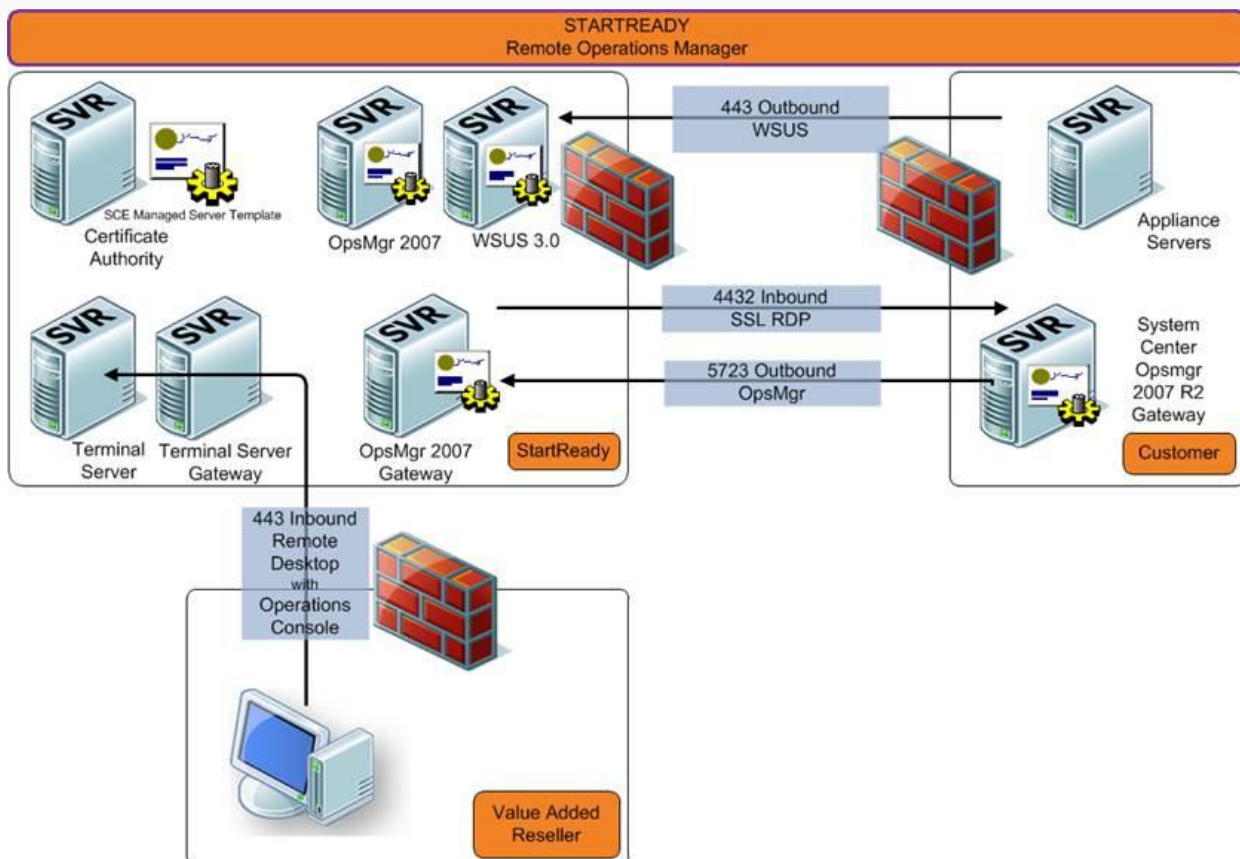 STARTREADY
Remote Operations Manager
SVR
SVR
SVR
SCE Managed Server Template
Certificate
Authority
OpsMgr 2007
WSUS 3.0
443 Outbound
WSUS
SVR
Appliance
Servers
SVR
SVR
SVR
Terminal
Server
Terminal Server
Gateway
OpsMgr 2007
Gateway
StartReady
4432 Inbound
SSL RDP
5723 Outbound
OpsMgr
SVR
System
Center
Opsmgr
2007 R2
Gateway
Customer
443 Inbound
Remote
Desktop
with
Operations
Console
Value Added
Reseller